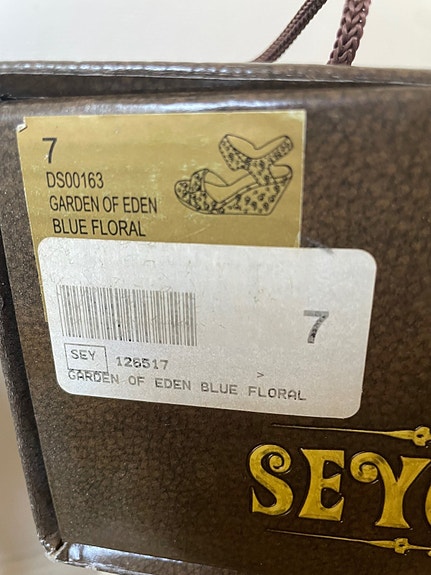 7
DS00163
GARDEN OF EDEN
BLUE FLORAL
7
SEY 126517
>
GARDEN OF EDEN BLUE FLORAL
SEY